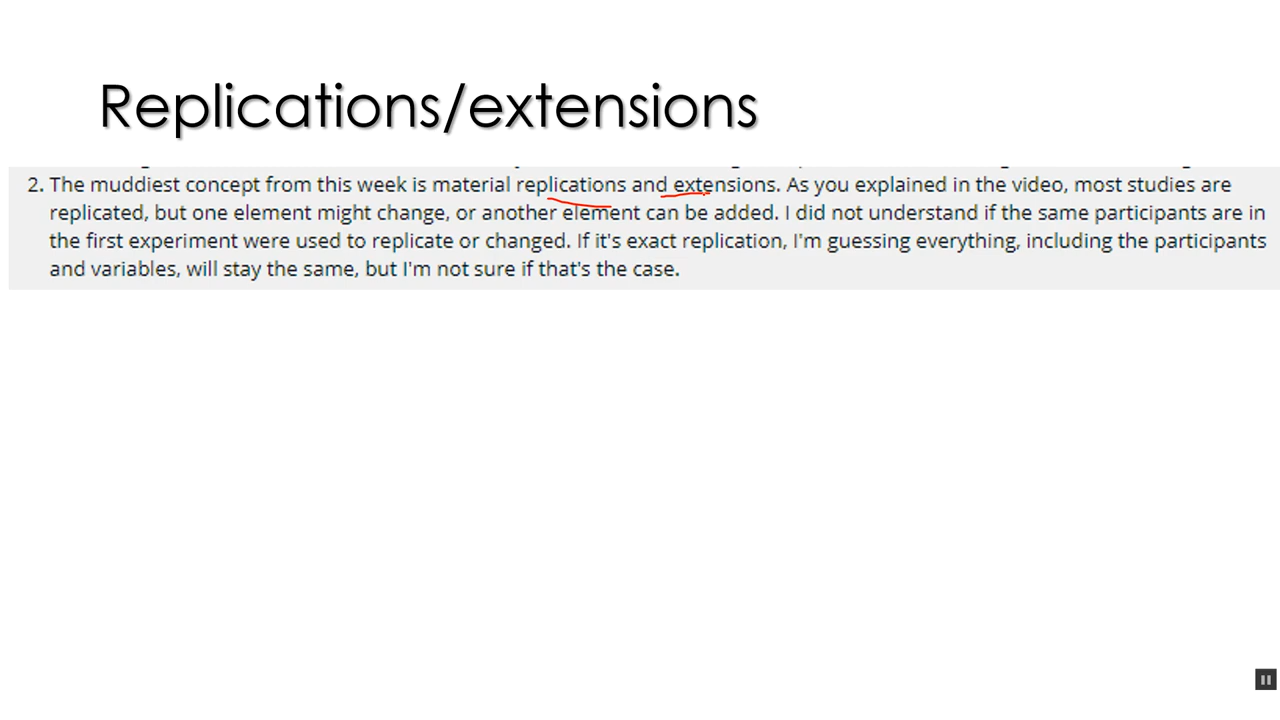 Replications/extensions
2. The muddiest concept from this week is material replications and extensions. As you explained in the video, most studies are
replicated, but one element might change, or another element can be added. I did not understand if the same participants are in
the first experiment were used to replicate or changed. If it's exact replication, I'm guessing everything, including the participants
and variables, will stay the same, but I'm not sure if that's the case.